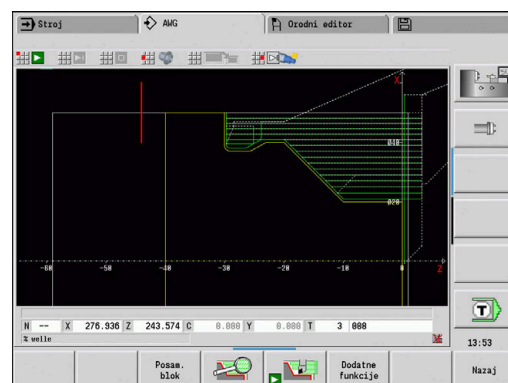 Stroj
AWG
Orodni editor
X
ø40
ø20
-60 -50 -40 -30 -20 -10 0 Z
N -- X 276.936 Z 243.574 C 0.000 Y 0.000 T 3 000
% welle
T
13:53
Posam. blok
Dodatne funkcije
Nazaj